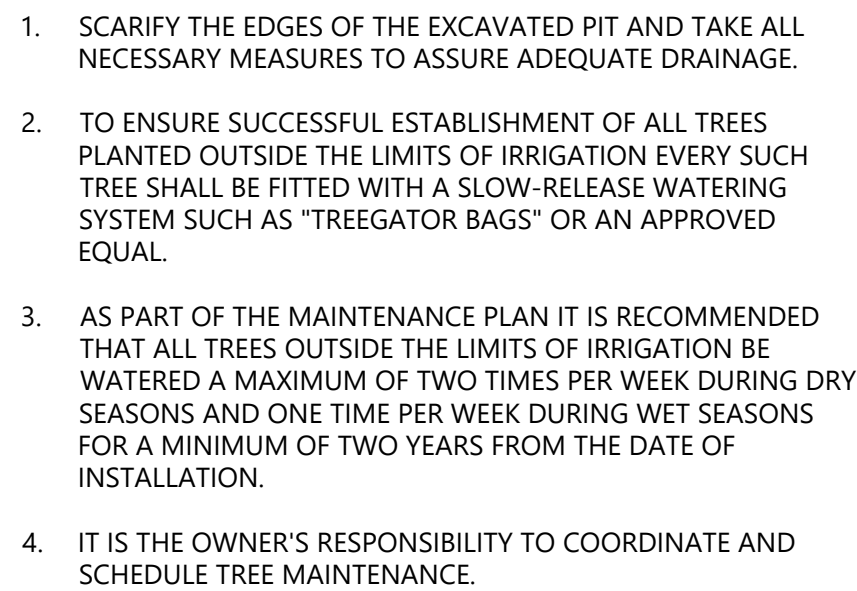 1. SCARIFY THE EDGES OF THE EXCAVATED PIT AND TAKE ALL
NECESSARY MEASURES TO ASSURE ADEQUATE DRAINAGE.
2. TO ENSURE SUCCESSFUL ESTABLISHMENT OF ALL TREES
PLANTED OUTSIDE THE LIMITS OF IRRIGATION EVERY SUCH
TREE SHALL BE FITTED WITH A SLOW-RELEASE WATERING
SYSTEM SUCH AS "TREEGATOR BAGS" OR AN APPROVED
EQUAL.
3. AS PART OF THE MAINTENANCE PLAN IT IS RECOMMENDED
THAT ALL TREES OUTSIDE THE LIMITS OF IRRIGATION BE
WATERED A MAXIMUM OF TWO TIMES PER WEEK DURING DRY
SEASONS AND ONE TIME PER WEEK DURING WET SEASONS
FOR A MINIMUM OF TWO YEARS FROM THE DATE OF
INSTALLATION.
4. IT IS THE OWNER'S RESPONSIBILITY TO COORDINATE AND
SCHEDULE TREE MAINTENANCE.